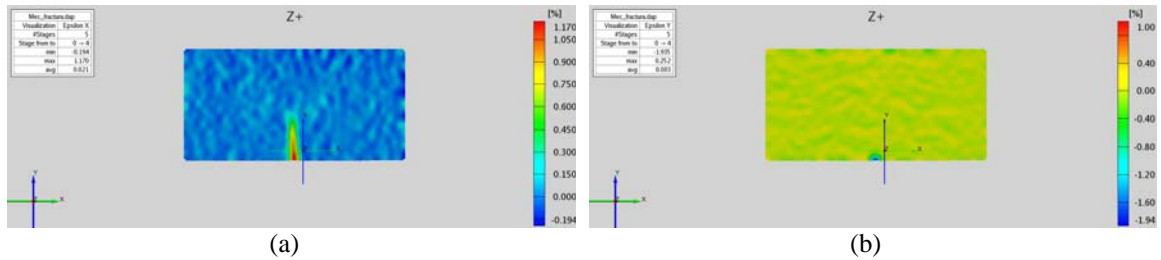 Mec_fractura.dap
Visualization Epsilon X
#Stages 5
Stage from to 0 -> 4
min -0.194
max 1.170
avg 0.021
Z+
[%]
1.170
1.050
0.900
0.750
0.600
0.450
0.300
0.150
0.000
-0.194
Y
Z X
Y
Z X
(a)
Mec_fractura.dap
Visualization Epsilon Y
#Stages 5
Stage from to 0 -> 4
min -1.935
max 0.252
avg 0.003
Z+
[%]
1.00
0.40
0.00
-0.40
-0.80
-1.20
-1.60
-1.94
Y
Z X
Y
Z X
(b)